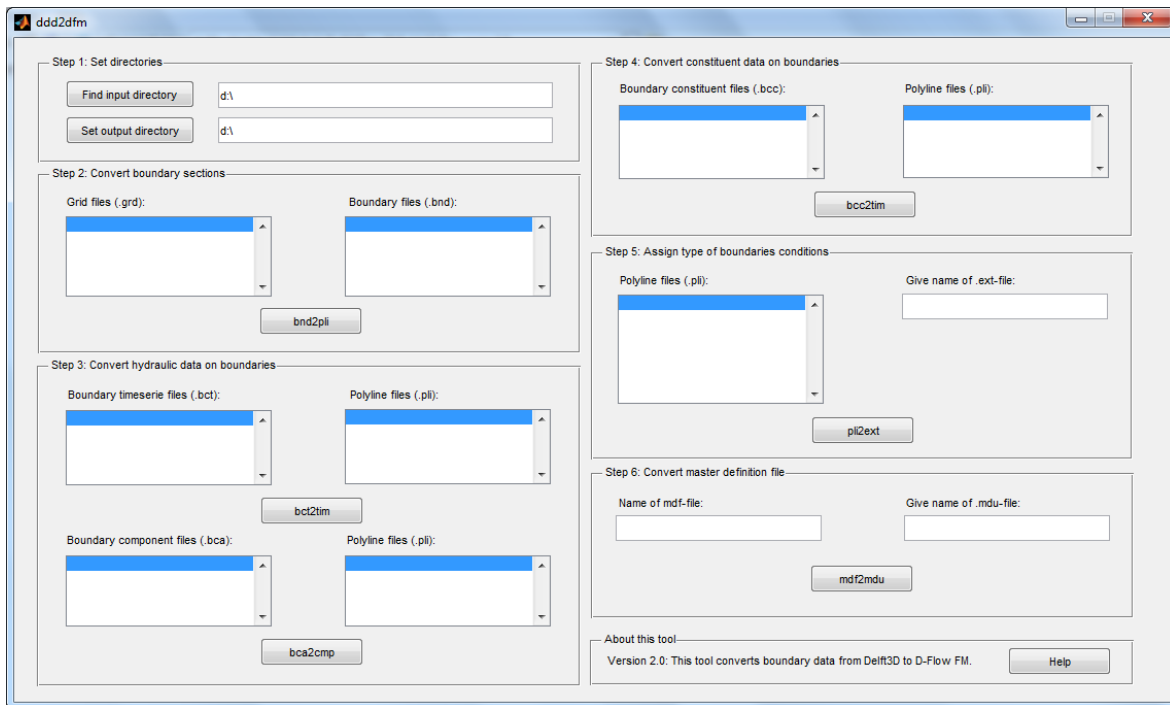 ddd2dfm
Step 1: Set directories
Find input directory
d:\
Set output directory
d:\
Step 2: Convert boundary sections
Grid files (.grd):
Boundary files (.bnd):
bnd2pli
Step 3: Convert hydraulic data on boundaries
Boundary timeserie files (.bct):
Polyline files (.pli):
bct2tim
Boundary component files (.bca):
Polyline files (.pli):
bca2cmp
Step 4: Convert constituent data on boundaries
Boundary constituent files (.bcc):
Polyline files (.pli):
bcc2tim
Step 5: Assign type of boundaries conditions
Polyline files (.pli):
Give name of .ext-file:
pli2ext
Step 6: Convert master definition file
Name of mdf-file:
Give name of .mdu-file:
mdf2mdu
About this tool
Version 2.0: This tool converts boundary data from Delft3D to D-Flow FM.
Help